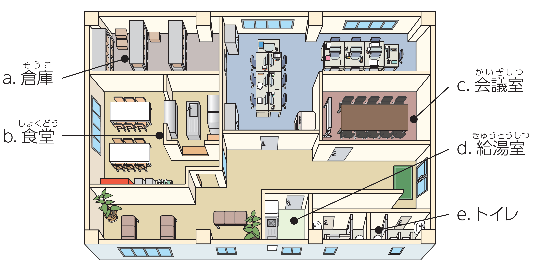 そうこ
a. 倉庫
しょくどう
b. 食堂
かいぎしつ
c. 会議室
きゅうとうしつ
d. 給湯室
e. トイレ